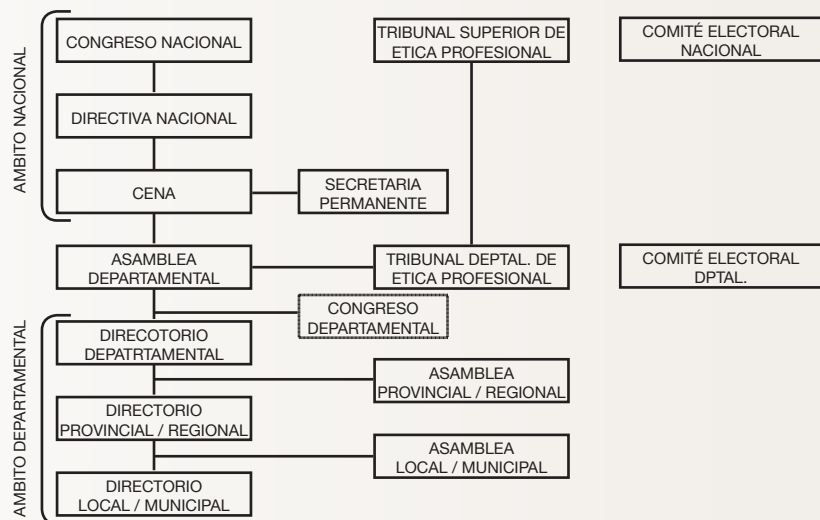 AMBITO NACIONAL
CONGRESO NACIONAL
TRIBUNAL SUPERIOR DE
ETICA PROFESIONAL
COMITÉ ELECTORAL
NACIONAL
DIRECTIVA NACIONAL
CENA
SECRETARIA
PERMANENTE
ASAMBLEA
DEPARTAMENTAL
TRIBUNAL DEPTAL. DE
ETICA PROFESIONAL
COMITÉ ELECTORAL
DPTAL.
CONGRESO
DEPARTAMENTAL
AMBITO DEPARTAMENTAL
DIRECOTORIO
DEPATRTAMENTAL
ASAMBLEA
PROVINCIAL / REGIONAL
DIRECTORIO
PROVINCIAL / REGIONAL
ASAMBLEA
LOCAL / MUNICIPAL
DIRECTORIO
LOCAL / MUNICIPAL